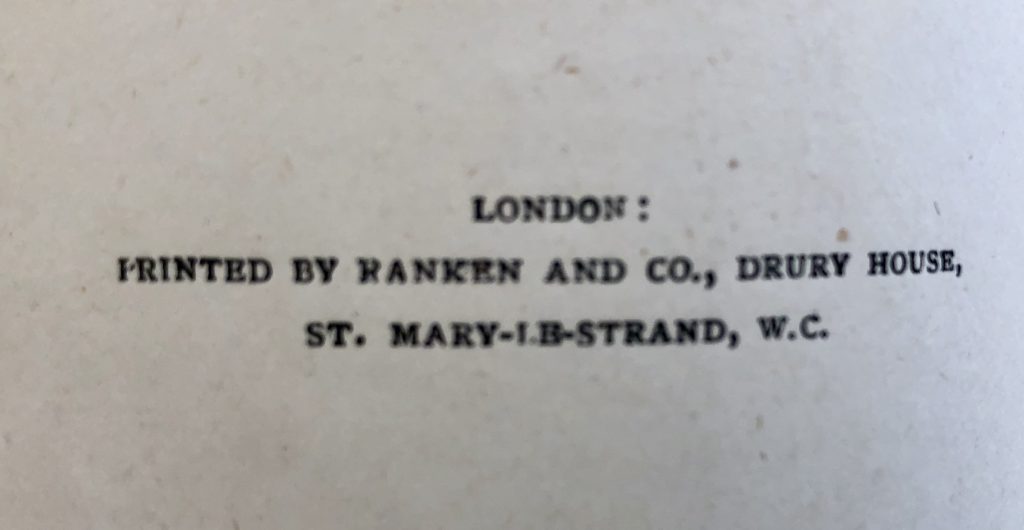 LONDON:
PRINTED BY RANKEN AND CO., DRURY HOUSE,
ST. MARY-LE-STRAND, W.C.